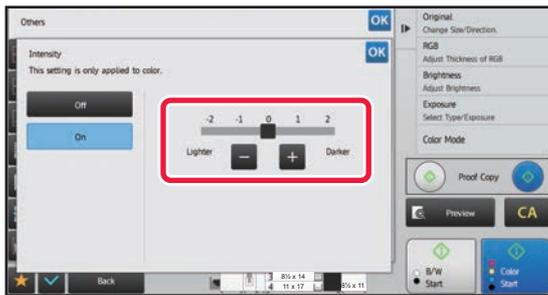 Others
OK
Intensity
OK
This setting is only applied to color.
Off
On
-2 -1 0 1 2
Lighter
Darker
Back
3 8½ x 14
4 11 x 17
8½ x 11
Original
Change Size/Direction.
RGB
Adjust Thickness of RGB
Brightness
Adjust Brightness
Exposure
Select Type/Exposure
Color Mode
Proof Copy
Preview
CA
B/W
Start
Color
Start